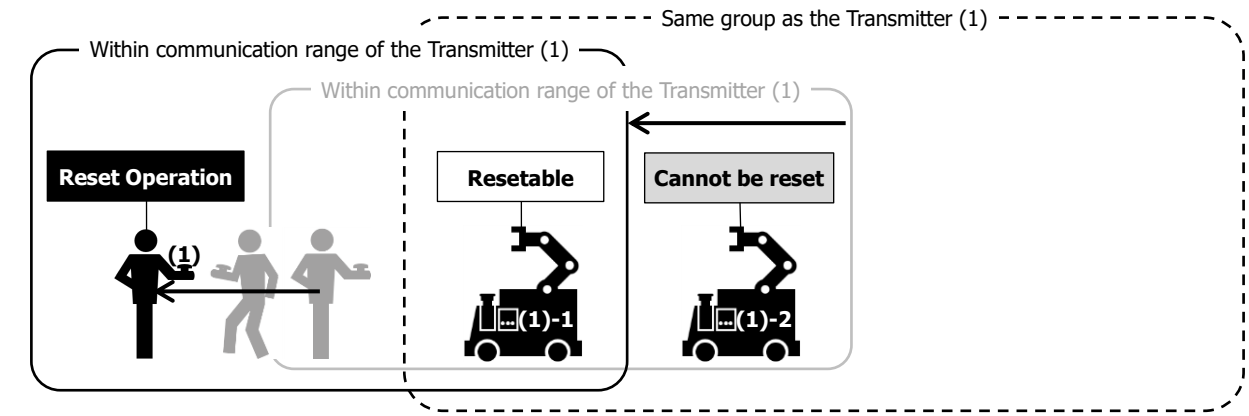 Same group as the Transmitter (1)
Within communication range of the Transmitter (1)
Within communication range of the Transmitter (1)
Reset Operation
Resetable
Cannot be reset
(1)
...(1)-1
...(1)-2